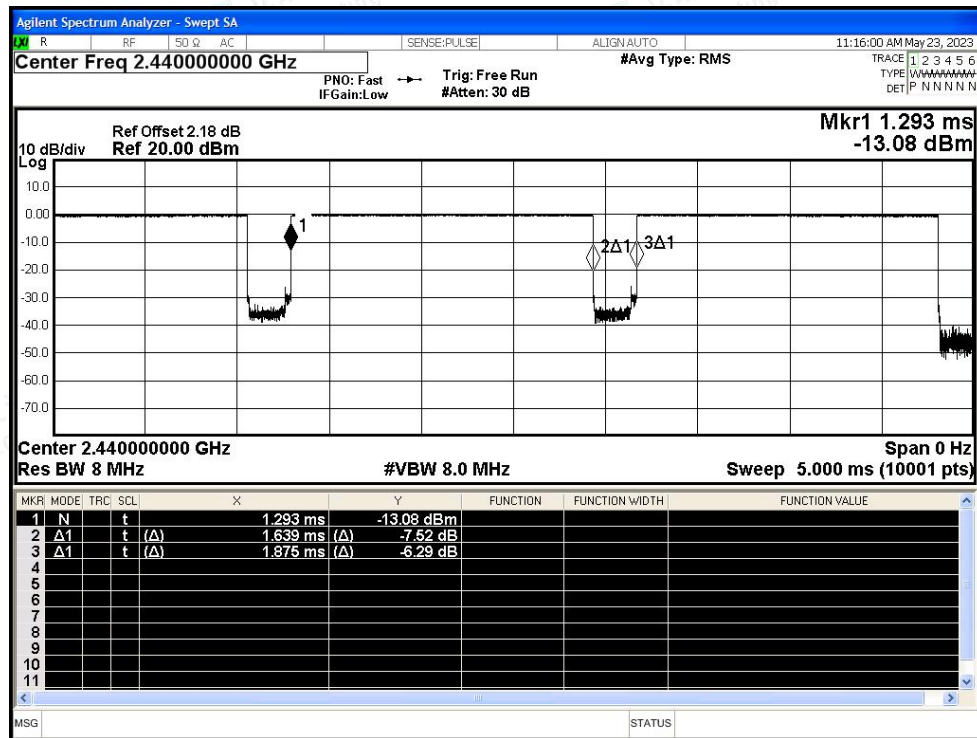 Agilent Spectrum Analyzer - Swept SA
LXI R RF 50 Ω AC SENSE:PULSE ALIGN AUTO 11:16:00 AM May 23, 2023
Center Freq 2.440000000 GHz #Avg Type: RMS TRACE 1 2 3 4 5 6
PNO: Fast Trig: Free Run TYPE WWWWWW
IFGain:Low #Atten: 30 dB DET P N N N N N
Mkr1 1.293 ms
Ref Offset 2.18 dB
10 dB/div Ref 20.00 dBm -13.08 dBm
Log
10.0
0.00
1
-10.0
2Δ1 3Δ1
-20.0
-30.0
-40.0
-50.0
-60.0
-70.0
Center 2.440000000 GHz Span 0 Hz
Res BW 8 MHz #VBW 8.0 MHz Sweep 5.000 ms (10001 pts)
MKR MODE TRC SCL X Y FUNCTION FUNCTION WIDTH FUNCTION VALUE
1 N t 1.293 ms -13.08 dBm
2 Δ1 t (Δ) 1.639 ms (Δ) -7.52 dB
3 Δ1 t (Δ) 1.875 ms (Δ) -6.29 dB
4
5
6
7
8
9
10
11
MSG STATUS